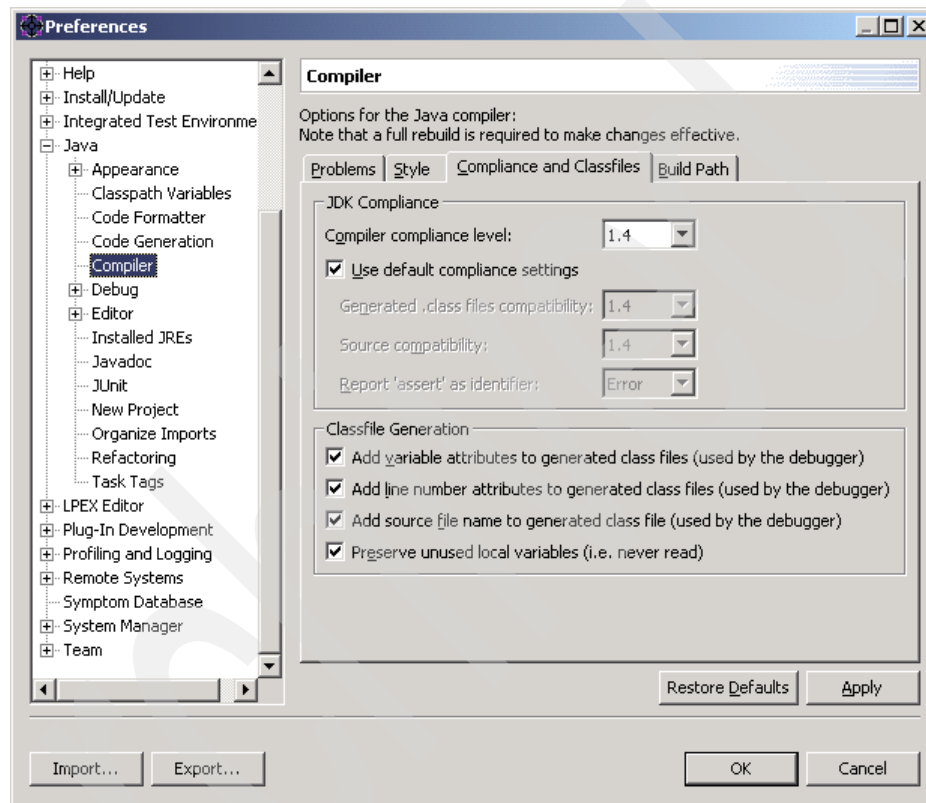 Preferences
Help
Install/Update
Integrated Test Environme
Java
Appearance
Classpath Variables
Code Formatter
Code Generation
Compiler
Debug
Editor
Installed JREs
Javadoc
JUnit
New Project
Organize Imports
Refactoring
Task Tags
LPEX Editor
Plug-In Development
Profiling and Logging
Remote Systems
Symptom Database
System Manager
Team
Compiler
Options for the Java compiler:
Note that a full rebuild is required to make changes effective.
Problems Style Compliance and Classfiles Build Path
JDK Compliance
Compiler compliance level: 1.4
Use default compliance settings
Generated .class files compatibility: 1.4
Source compatibility: 1.4
Report 'assert' as identifier: Error
Classfile Generation
Add variable attributes to generated class files (used by the debugger)
Add line number attributes to generated class files (used by the debugger)
Add source file name to generated class file (used by the debugger)
Preserve unused local variables (i.e. never read)
Restore Defaults Apply
Import... Export... OK Cancel